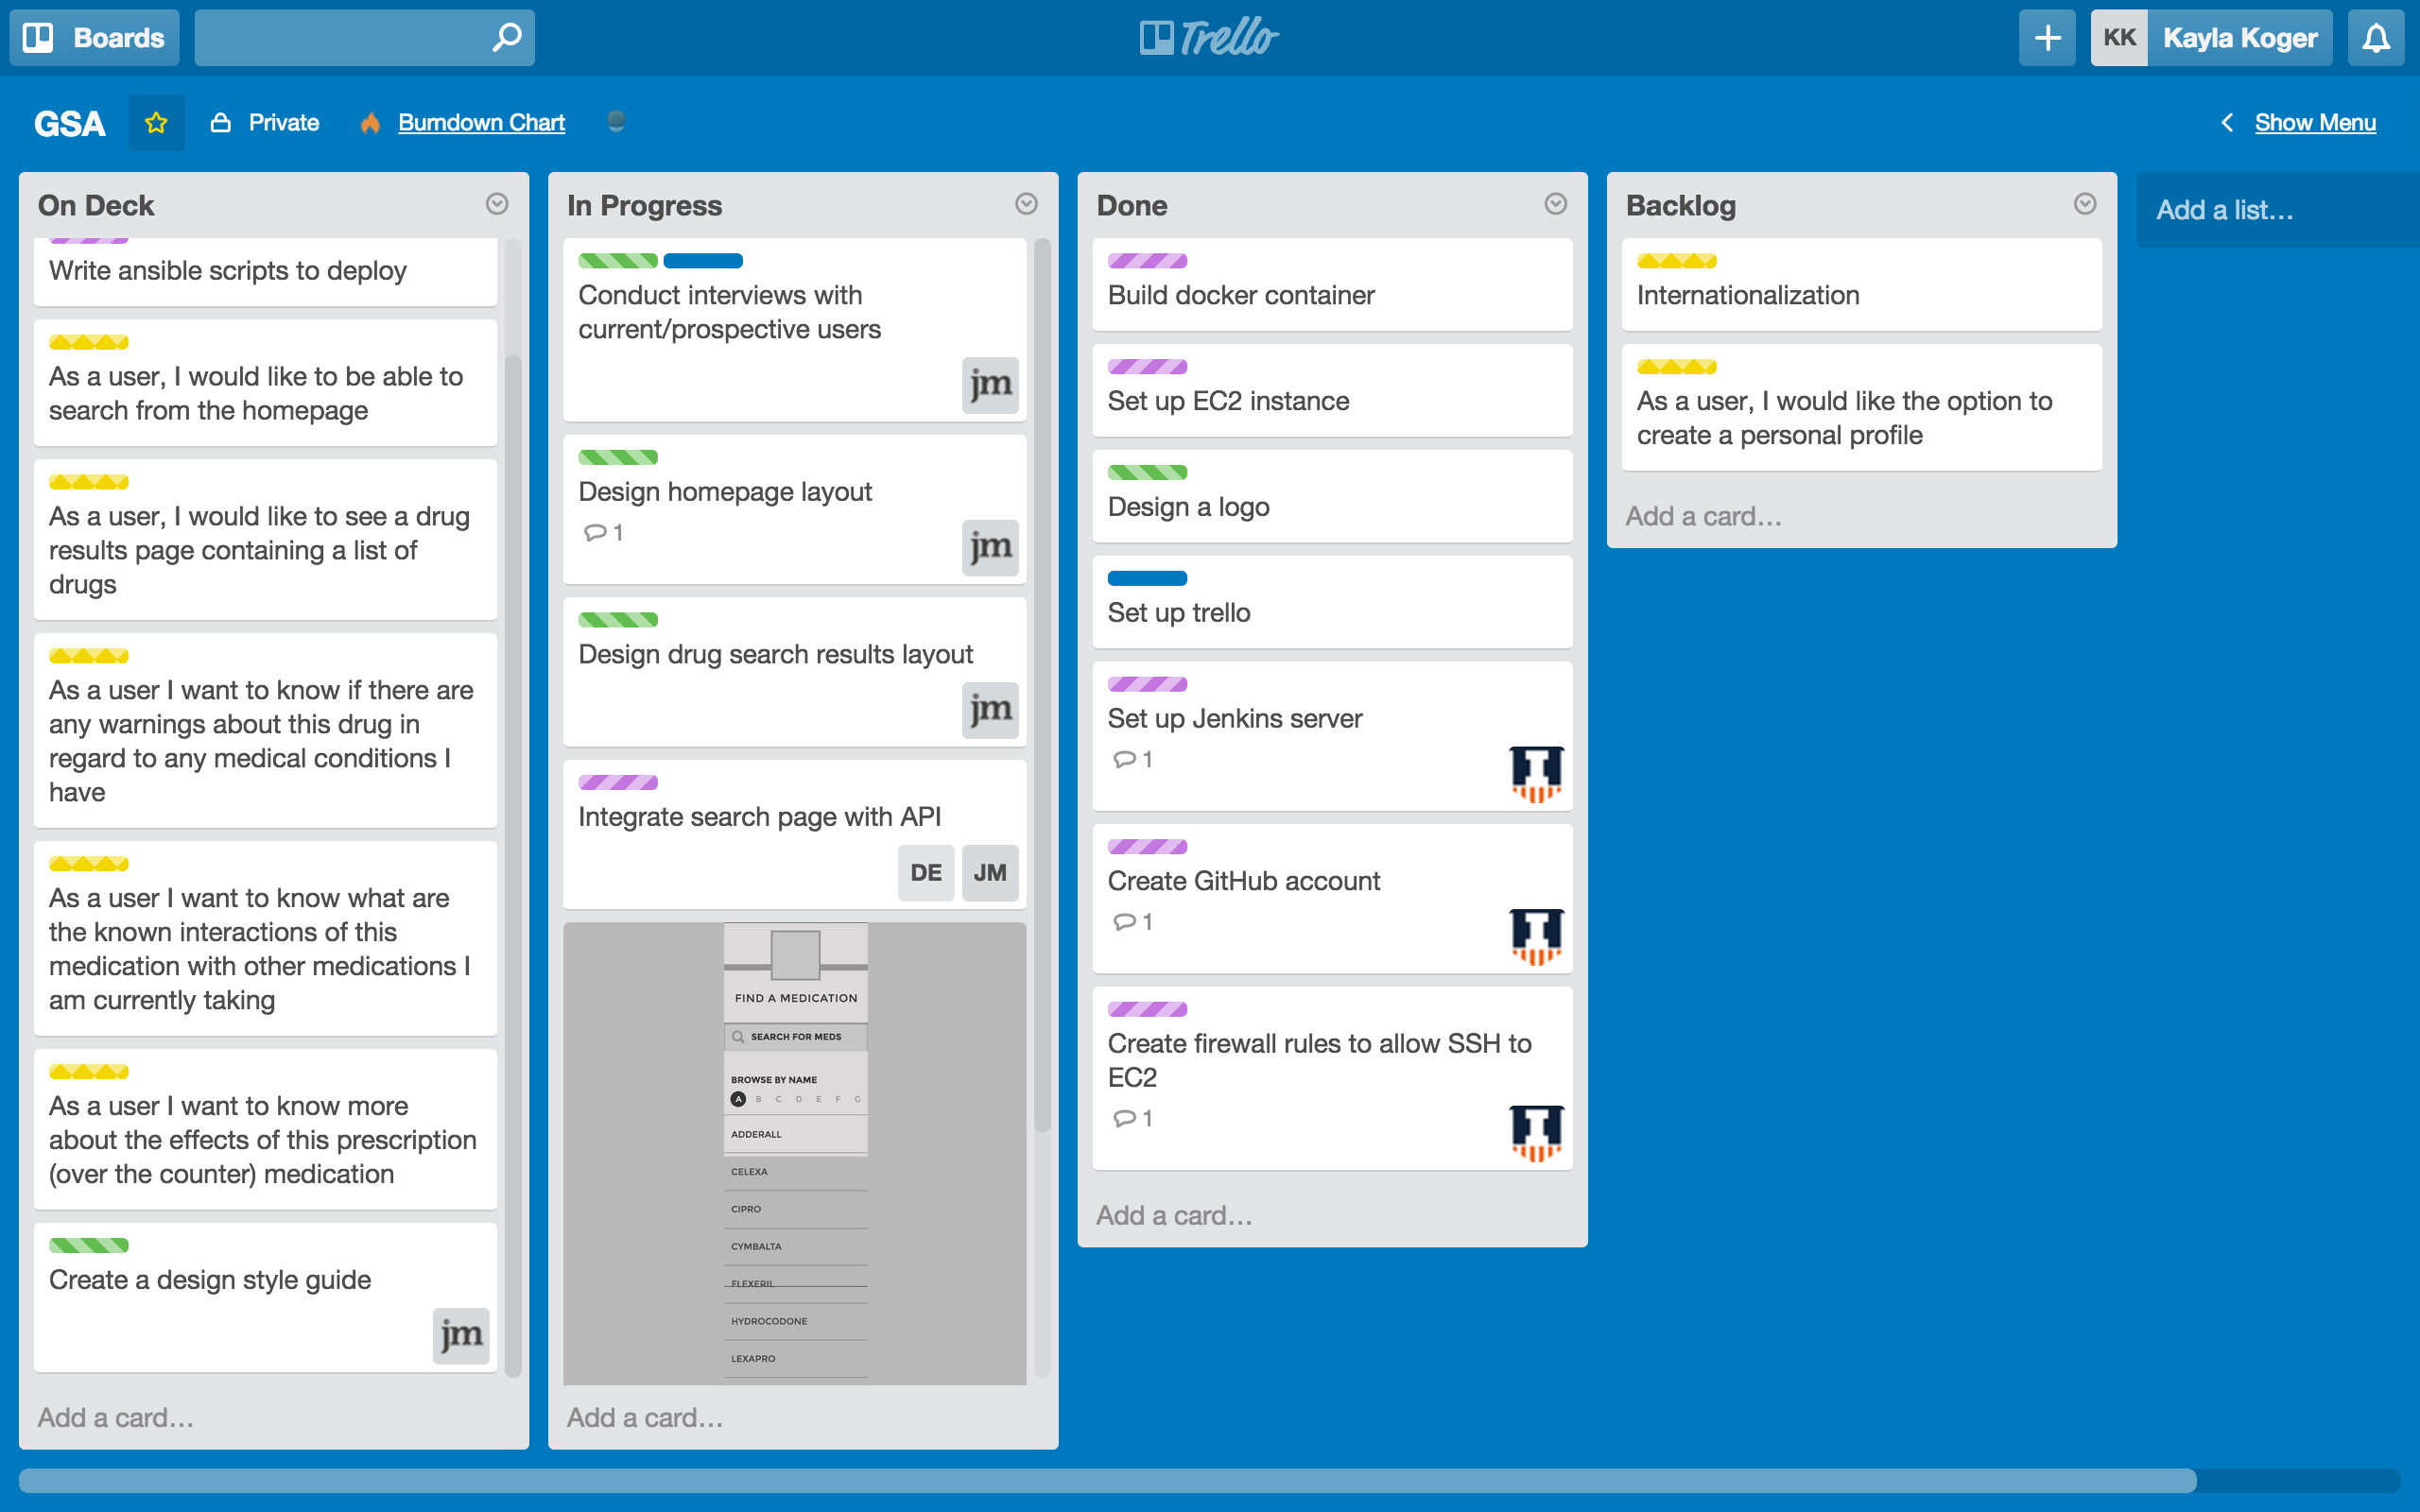 Boards
Trello
KK
Kayla Koger
GSA
Private
Burndown Chart
Show Menu
On Deck
Write ansible scripts to deploy
As a user, I would like to be able to
search from the homepage
As a user, I would like to see a drug
results page containing a list of
drugs
As a user I want to know if there are
any warnings about this drug in
regard to any medical conditions I
have
As a user I want to know what are
the known interactions of this
medication with other medications I
am currently taking
As a user I want to know more
about the effects of this prescription
(over the counter) medication
Create a design style guide
jm
Add a card…
In Progress
Conduct interviews with
current/prospective users
jm
Design homepage layout
1
jm
Design drug search results layout
jm
Integrate search page with API
DE
JM
FIND A MEDICATION
SEARCH FOR MEDS
BROWSE BY NAME
A B C D E F G
ADDERALL
CELEXA
CIPRO
CYMBALTA
FLEXERIL
HYDROCODONE
LEXAPRO
Add a card…
Done
Build docker container
Set up EC2 instance
Design a logo
Set up trello
Set up Jenkins server
1
I
Create GitHub account
1
I
Create firewall rules to allow SSH to
EC2
1
I
Add a card…
Backlog
Internationalization
As a user, I would like the option to
create a personal profile
Add a card…
Add a list…